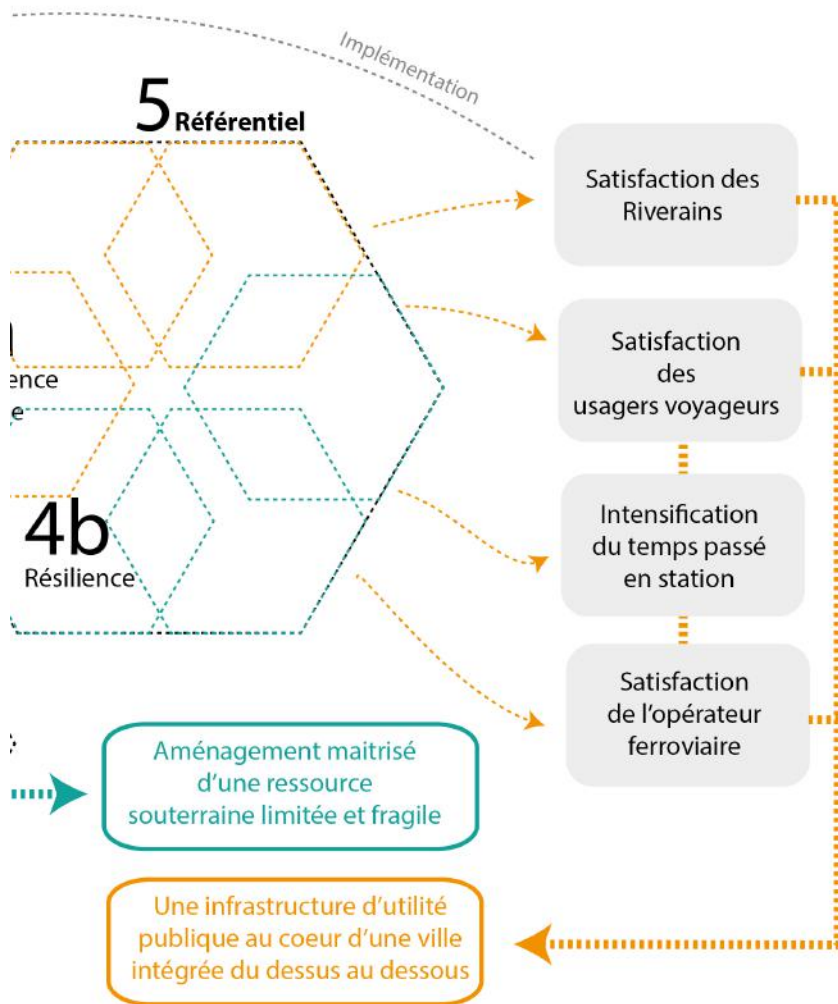 Implémentation
5 Référentiel
Satisfaction des
Riverains
Satisfaction
des
usagers voyageurs
4b
Résilience
Intensification
du temps passé
en station
Satisfaction
de l'opérateur
ferroviaire
Aménagement maitrisé
d'une ressource
souterraine limitée et fragile
Une infrastructure d'utilité
publique au coeur d'une ville
intégrée du dessus au dessous